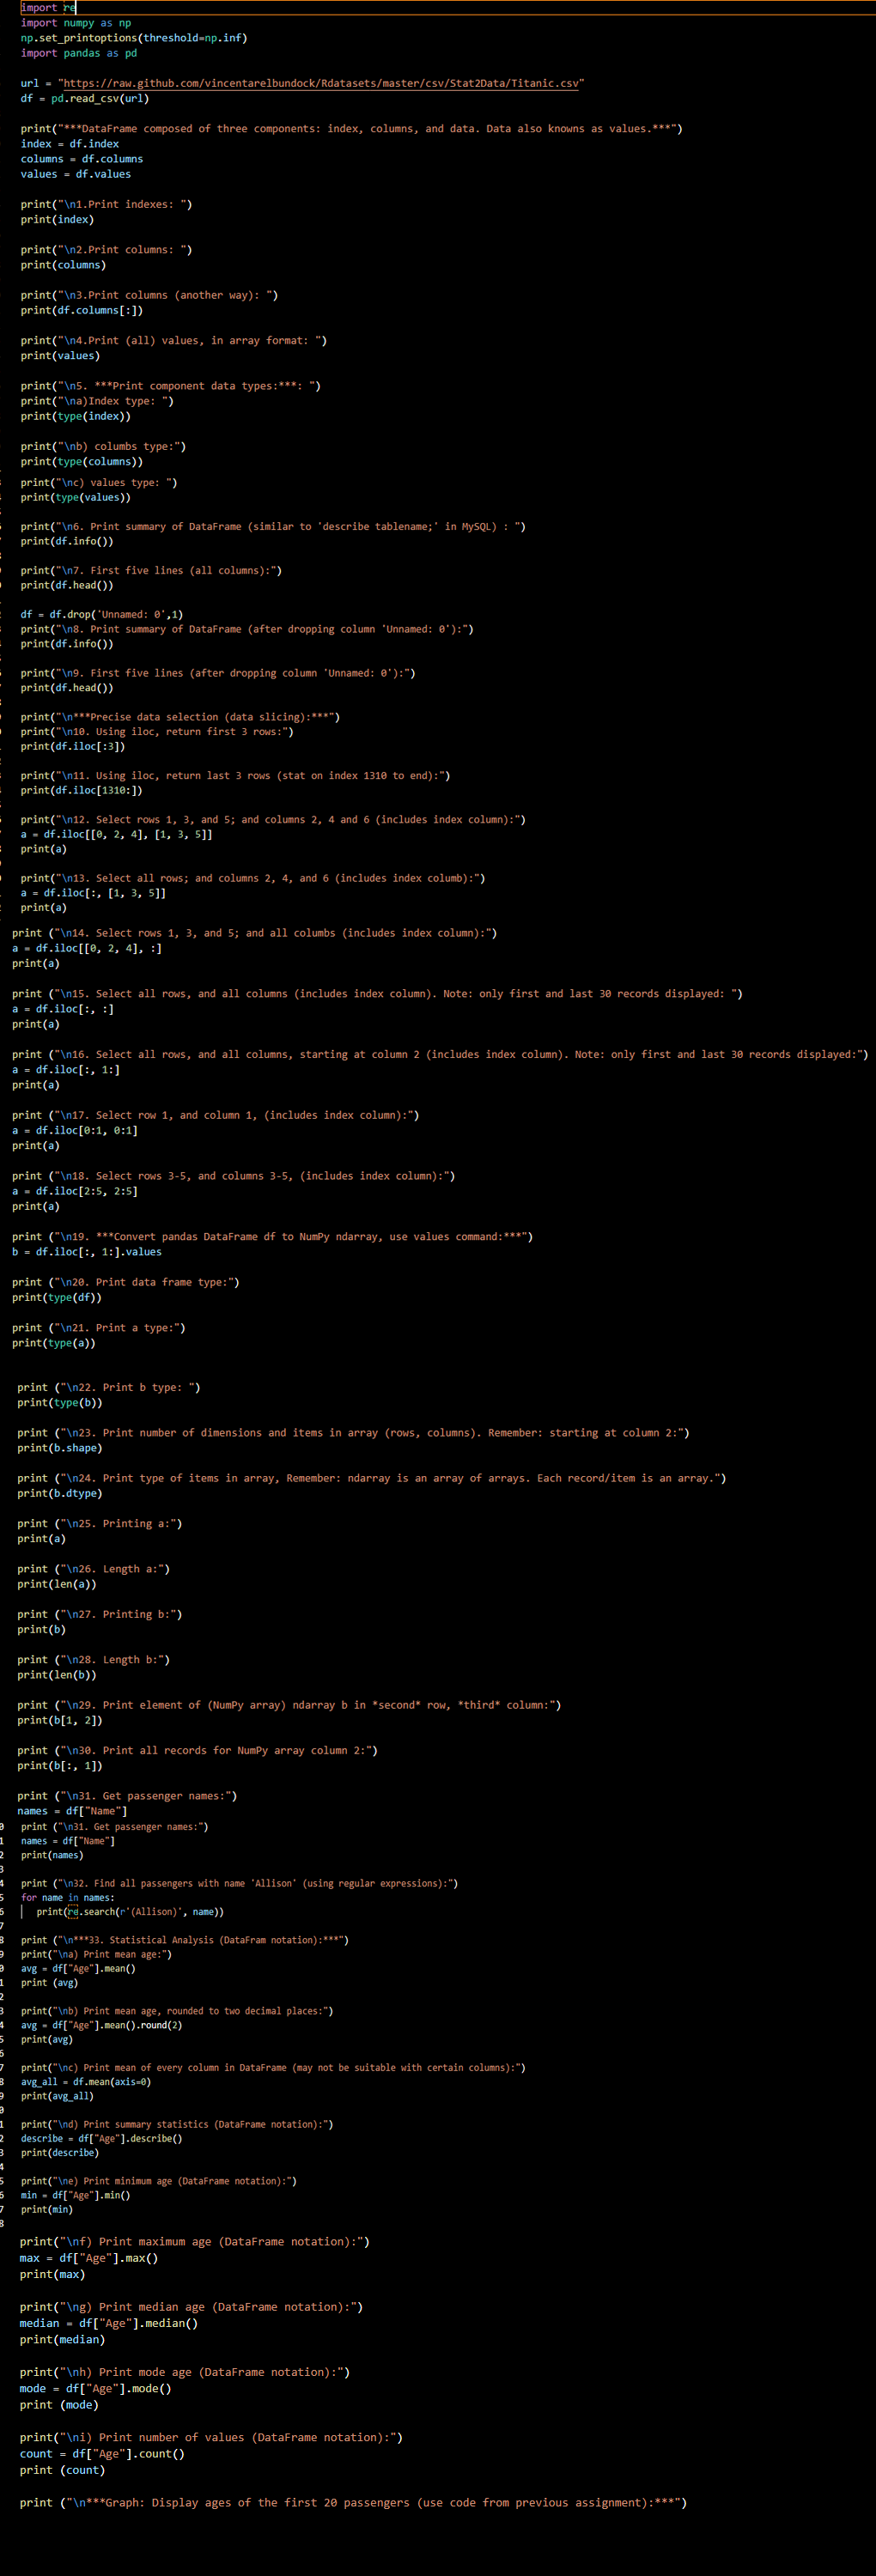 import re
import numpy as np
np.set_printoptions(threshold=np.inf)
import pandas as pd
url = "https://raw.github.com/vincentarelbundock/Rdatasets/master/csv/Stat2Data/Titanic.csv"
df = pd.read_csv(url)
print("***DataFrame composed of three components: index, columns, and data. Data also knowns as values.***")
index = df.index
columns = df.columns
values = df.values
print("\n1.Print indexes: ")
print(index)
print("\n2.Print columns: ")
print(columns)
print("\n3.Print columns (another way): ")
print(df.columns[:])
print("\n4.Print (all) values, in array format: ")
print(values)
print("\n5. ***Print component data types:***: ")
print("\na)Index type: ")
print(type(index))
print("\nb) columbs type:")
print(type(columns))
print("\nc) values type: ")
print(type(values))
print("\n6. Print summary of DataFrame (similar to 'describe tablename;' in MySQL) : ")
print(df.info())
print("\n7. First five lines (all columns):")
print(df.head())
df = df.drop('Unnamed: 0',1)
print("\n8. Print summary of DataFrame (after dropping column 'Unnamed: 0'):")
print(df.info())
print("\n9. First five lines (after dropping column 'Unnamed: 0'):")
print(df.head())
print("\n***Precise data selection (data slicing):***")
print("\n10. Using iloc, return first 3 rows:")
print(df.iloc[:3])
print("\n11. Using iloc, return last 3 rows (stat on index 1310 to end):")
print(df.iloc[1310:])
print("\n12. Select rows 1, 3, and 5; and columns 2, 4 and 6 (includes index column):")
a = df.iloc[[0, 2, 4], [1, 3, 5]]
print(a)
print("\n13. Select all rows; and columns 2, 4, and 6 (includes index columb):")
a = df.iloc[:, [1, 3, 5]]
print(a)
print ("\n14. Select rows 1, 3, and 5; and all columbs (includes index column):")
a = df.iloc[[0, 2, 4], :]
print(a)
print ("\n15. Select all rows, and all columns (includes index column). Note: only first and last 30 records displayed: ")
a = df.iloc[:, :]
print(a)
print ("\n16. Select all rows, and all columns, starting at column 2 (includes index column). Note: only first and last 30 records displayed:")
a = df.iloc[:, 1:]
print(a)
print ("\n17. Select row 1, and column 1, (includes index column):")
a = df.iloc[0:1, 0:1]
print(a)
print ("\n18. Select rows 3-5, and columns 3-5, (includes index column):")
a = df.iloc[2:5, 2:5]
print(a)
print ("\n19. ***Convert pandas DataFrame df to NumPy ndarray, use values command:***")
b = df.iloc[:, 1:].values
print ("\n20. Print data frame type:")
print(type(df))
print ("\n21. Print a type:")
print(type(a))
print ("\n22. Print b type: ")
print(type(b))
print ("\n23. Print number of dimensions and items in array (rows, columns). Remember: starting at column 2:")
print(b.shape)
print ("\n24. Print type of items in array, Remember: ndarray is an array of arrays. Each record/item is an array.")
print(b.dtype)
print ("\n25. Printing a:")
print(a)
print ("\n26. Length a:")
print(len(a))
print ("\n27. Printing b:")
print(b)
print ("\n28. Length b:")
print(len(b))
print ("\n29. Print element of (NumPy array) ndarray b in *second* row, *third* column:")
print(b[1, 2])
print ("\n30. Print all records for NumPy array column 2:")
print(b[:, 1])
print ("\n31. Get passenger names:")
names = df["Name"]
print ("\n31. Get passenger names:")
names = df["Name"]
print(names)
print ("\n32. Find all passengers with name 'Allison' (using regular expressions):")
for name in names:
print(re.search(r'(Allison)', name))
print ("\n***33. Statistical Analysis (DataFram notation):***")
print("\na) Print mean age:")
avg = df["Age"].mean()
print (avg)
print("\nb) Print mean age, rounded to two decimal places:")
avg = df["Age"].mean().round(2)
print(avg)
print("\nc) Print mean of every column in DataFrame (may not be suitable with certain columns):")
avg_all = df.mean(axis=0)
print(avg_all)
print("\nd) Print summary statistics (DataFrame notation):")
describe = df["Age"].describe()
print(describe)
print("\ne) Print minimum age (DataFrame notation):")
min = df["Age"].min()
print(min)
print("\nf) Print maximum age (DataFrame notation):")
max = df["Age"].max()
print(max)
print("\ng) Print median age (DataFrame notation):")
median = df["Age"].median()
print(median)
print("\nh) Print mode age (DataFrame notation):")
mode = df["Age"].mode()
print (mode)
print("\ni) Print number of values (DataFrame notation):")
count = df["Age"].count()
print (count)
print ("\n***Graph: Display ages of the first 20 passengers (use code from previous assignment):***")